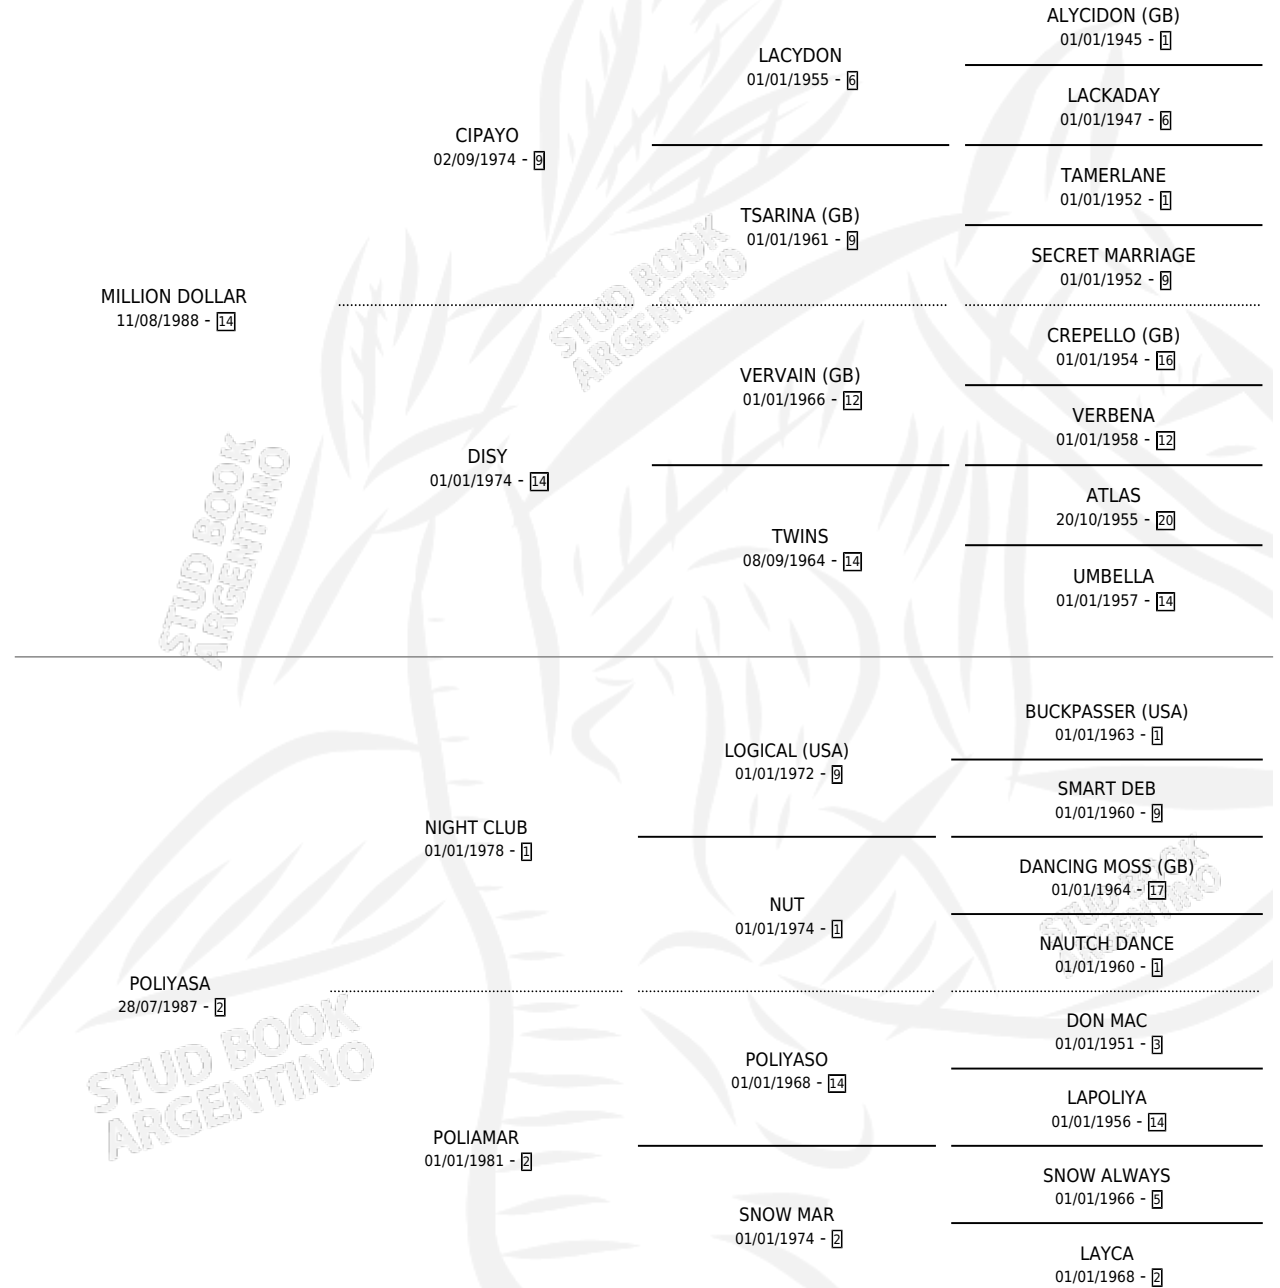 ALYCIDON (GB)
01/01/1945 - 1
LACYDON
01/01/1955 - 6
LACKADAY
01/01/1947 - 6
CIPAYO
02/09/1974 - 9
TAMERLANE
01/01/1952 - 1
TSARINA (GB)
01/01/1961 - 9
SECRET MARRIAGE
01/01/1952 - 9
MILLION DOLLAR
11/08/1988 - 14
STUD BOOK
ARGENTINO
CREPELLO (GB)
01/01/1954 - 16
VERVAIN (GB)
01/01/1966 - 12
VERBENA
01/01/1958 - 12
DISY
01/01/1974 - 14
ATLAS
20/10/1955 - 20
TWINS
08/09/1964 - 14
UMBELLA
01/01/1957 - 14
STUD BOOK
ARGENTINO
BUCKPASSER (USA)
01/01/1963 - 1
LOGICAL (USA)
01/01/1972 - 9
SMART DEB
01/01/1960 - 9
NIGHT CLUB
01/01/1978 - 1
DANCING MOSS (GB)
01/01/1964 - 17
NUT
01/01/1974 - 1
NAUTCH DANCE
01/01/1960 - 1
STUD BOOK
ARGENTINO
POLIYASA
28/07/1987 - 2
DON MAC
01/01/1951 - 3
POLIYASO
01/01/1968 - 14
LAPOLIYA
01/01/1956 - 14
STUD BOOK
ARGENTINO
POLIAMAR
01/01/1981 - 2
SNOW ALWAYS
01/01/1966 - 5
SNOW MAR
01/01/1974 - 2
LAYCA
01/01/1968 - 2